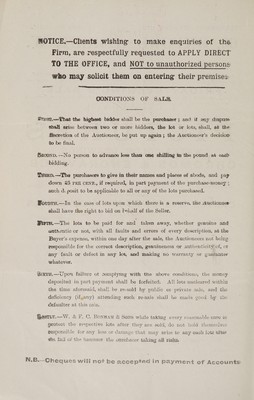 NOTICE.—Clients wishing to make enquiries of the
Firm, are respectfully requested to APPLY DIRECT
TO THE OFFICE, and NOT to unauthorized persons
who may solicit them on entering their premises.
CONDITIONS OF SALE.
FIRST.—That the highest bidder shall be the purchaser; and if any dispute
shall arise between two or more bidders, the lot or lots, shall, at the
discretion of the Auctioneer, be put up again; the Auctioneer's decision
to be final.
SECOND.—No person to advance less than one shilling in the pound at each
bidding.
THIRD.—The purchasers to give in their names and places of abode, and pay
down 25 PER CENT., if required, in part payment of the purchase-money;
such deposit to be applicable to all or any of the lots purchased.
FOURTH.—In the case of lots upon which there is a reserve, the Auctioneer
shall have the right to bid on behalf of the Seller.
FIFTH.—The lots to be paid for and taken away, whether genuine and
authentic or not, with all faults and errors of every description, at the
Buyer's expense, within one day after the sale, the Auctioneers not being
responsible for the correct description, genuineness or authenticity of, or
any fault or defect in any lot, and making no warranty or guarantee
whatever.
SIXTH.—Upon failure of complying with the above conditions, the money
deposited in part payment shall be forfeited. All lots uncleared within
the time aforesaid, shall be re-sold by public or private sale, and the
deficiency (if any) attending such re-sale shall be made good by the
defaulter at this sale.
LASTLY.—W. & F. C. & Sons while taking every reasonable care to
protect the respective lots after they are sold, do not hold themselves
responsible for any loss or damage that may arise to any such lots after
the fall of the hammer the purchaser taking all risks.
N.B.—Cheques will not be accepted in payment of Accounts